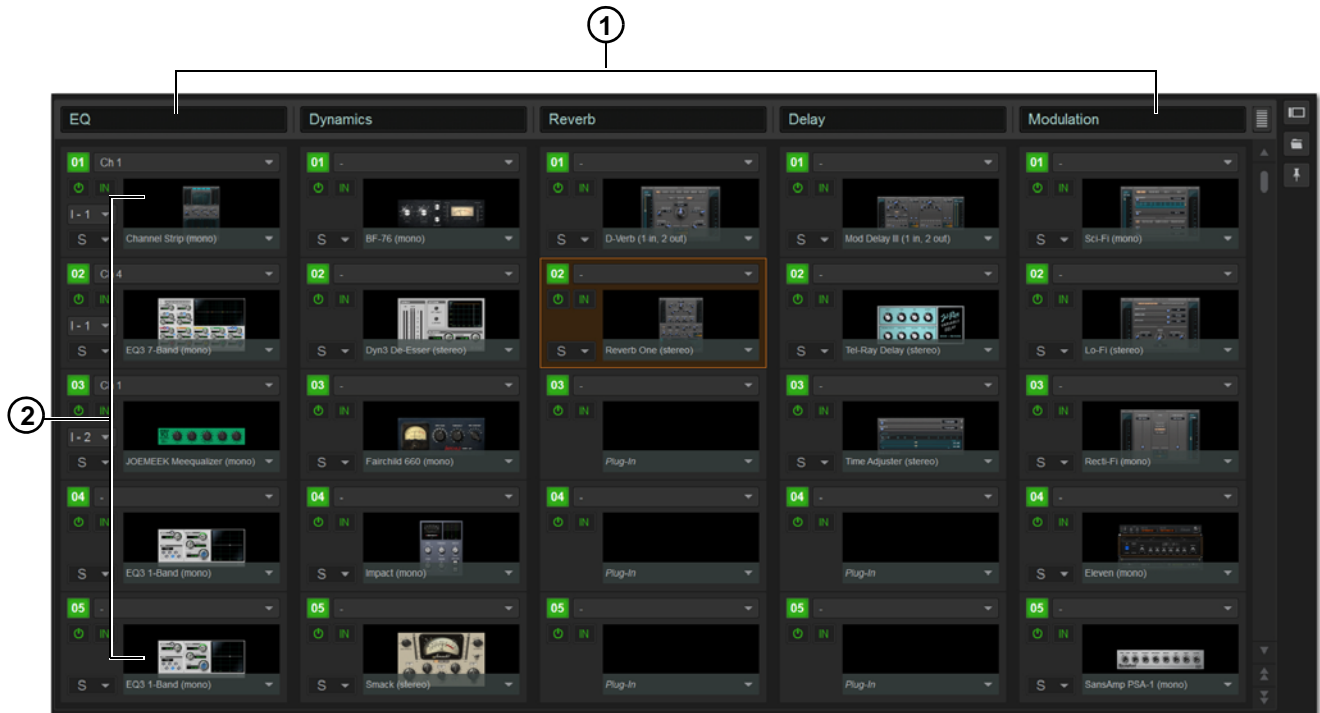 1
EQ Dynamics Reverb Delay Modulation
01 Ch 1 01 - 01 - 01 - 01 -
IN IN IN IN IN
I - 1
S Channel Strip (mono) S BF-76 (mono) S D-Verb (1 in, 2 out) S Mod Delay III (1 in, 2 out) S Sci-Fi (mono)
02 Ch 4 02 - 02 - 02 - 02 -
IN IN IN IN IN
I - 1
S EQ3 7-Band (mono) S Dyn3 De-Esser (stereo) S Reverb One (stereo) S Tel-Ray Delay (stereo) S Lo-Fi (stereo)
03 Ch 1 03 - 03 - 03 - 03 -
2
IN IN IN IN IN
I - 2
S JOEMEEK Meequalizer (mono) S Fairchild 660 (mono) Plug-In S Time Adjuster (stereo) S Recti-Fi (mono)
04 - 04 - 04 - 04 - 04 -
IN IN IN IN IN
S EQ3 1-Band (mono) S Impact (mono) Plug-In Plug-In S Eleven (mono)
05 - 05 - 05 - 05 - 05 -
IN IN IN IN IN
S EQ3 1-Band (mono) S Smack (stereo) Plug-In Plug-In S SansAmp PSA-1 (mono)